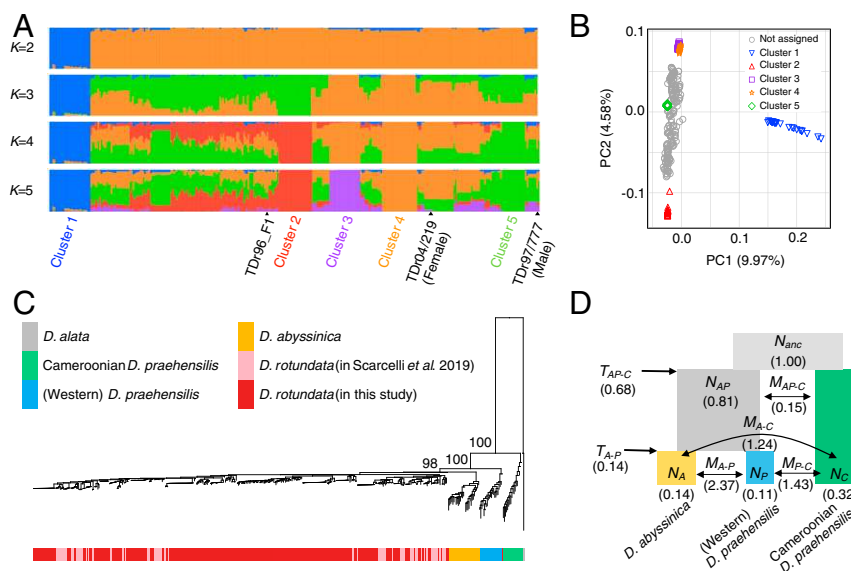 A
K=2
K=3
K=4
K=5
Cluster 1
TDr96_F1
Cluster 2
Cluster 3
Cluster 4
TDr04/219
(Female)
Cluster 5
TDr97/777
(Male)
B
PC2 (4.58%)
0.1
0.0
-0.1
Not assigned
Cluster 1
Cluster 2
Cluster 3
Cluster 4
Cluster 5
0.0
0.1
0.2
PC1 (9.97%)
C
D. alata
D. abyssinica
Cameroonian D. praehensilis
D. rotundata (in Scarcelli et al. 2019)
(Western) D. praehensilis
D. rotundata (in this study)
100
100
98
D
N_anc
(1.00)
T_AP-C
(0.68)
N_AP
(0.81)
M_AP-C
(0.15)
M_A-C
(1.24)
T_A-P
(0.14)
N_A
M_A-P
(2.37)
N_P
M_P-C
(1.43)
N_C
(0.14)
(0.11)
(0.32
D. abyssinica
(Western)
D. praehensilis
Cameroonian
D. praehensilis